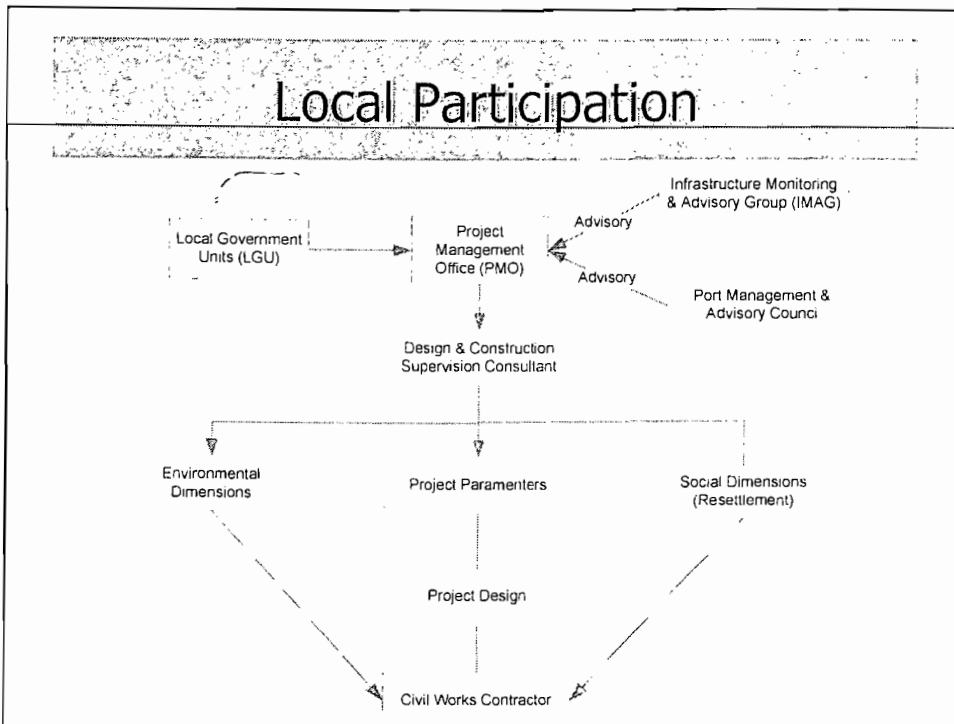 Local Participation
Infrastructure Monitoring
& Advisory Group (IMAG)
Advisory
Local Government
Units (LGU)
Project
Management
Office (PMO)
Advisory
Port Management &
Advisory Counci
Design & Construction
Supervision Consultant
Environmental
Dimensions
Project Paramenters
Social Dimensions
(Resettlement)
Project Design
Civil Works Contractor